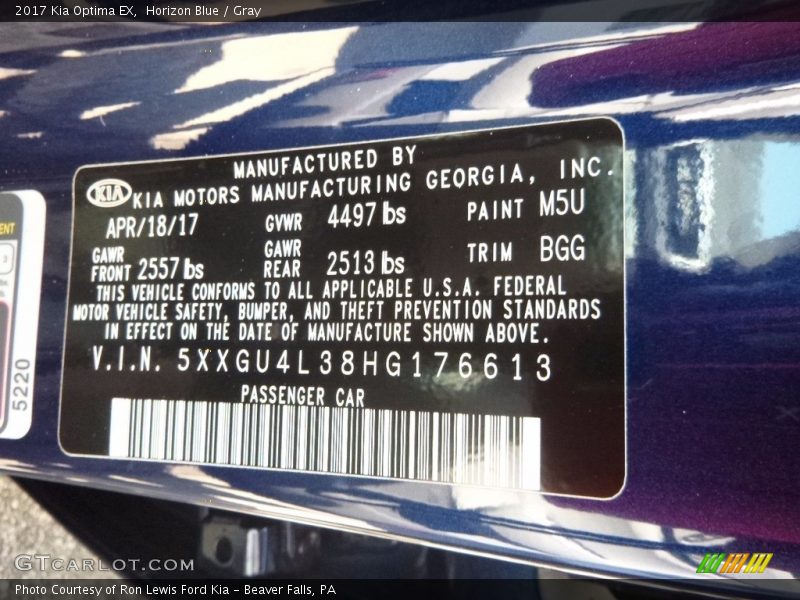 2017 Kia Optima EX, Horizon Blue / Gray
MANUFACTURED BY
KIA KIA MOTORS MANUFACTURING GEORGIA, INC.
APR/18/17 GVWR 4497 lbs PAINT M5U
GAWR FRONT 2557 lbs GAWR REAR 2513 lbs TRIM BGG
THIS VEHICLE CONFORMS TO ALL APPLICABLE U.S.A. FEDERAL
MOTOR VEHICLE SAFETY, BUMPER, AND THEFT PREVENTION STANDARDS
IN EFFECT ON THE DATE OF MANUFACTURE SHOWN ABOVE.
V.I.N. 5XXGU4L38HG176613
PASSENGER CAR
5220
GTCARLOT.COM
Photo Courtesy of Ron Lewis Ford Kia - Beaver Falls, PA